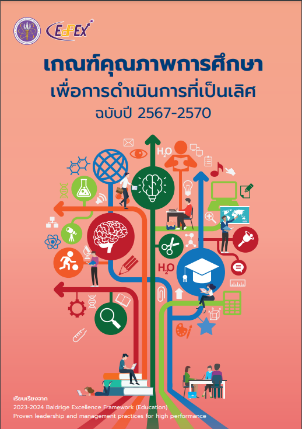 EdPEx
เกณฑ์คุณภาพการศึกษา
เพื่อการดำเนินการที่เป็นเลิศ
ฉบับปี 2567-2570
H₂O
H₂O
เรียบเรียงจาก
2023-2024 Baldrige Excellence Framework (Education)
Proven leadership and management practices for high performance